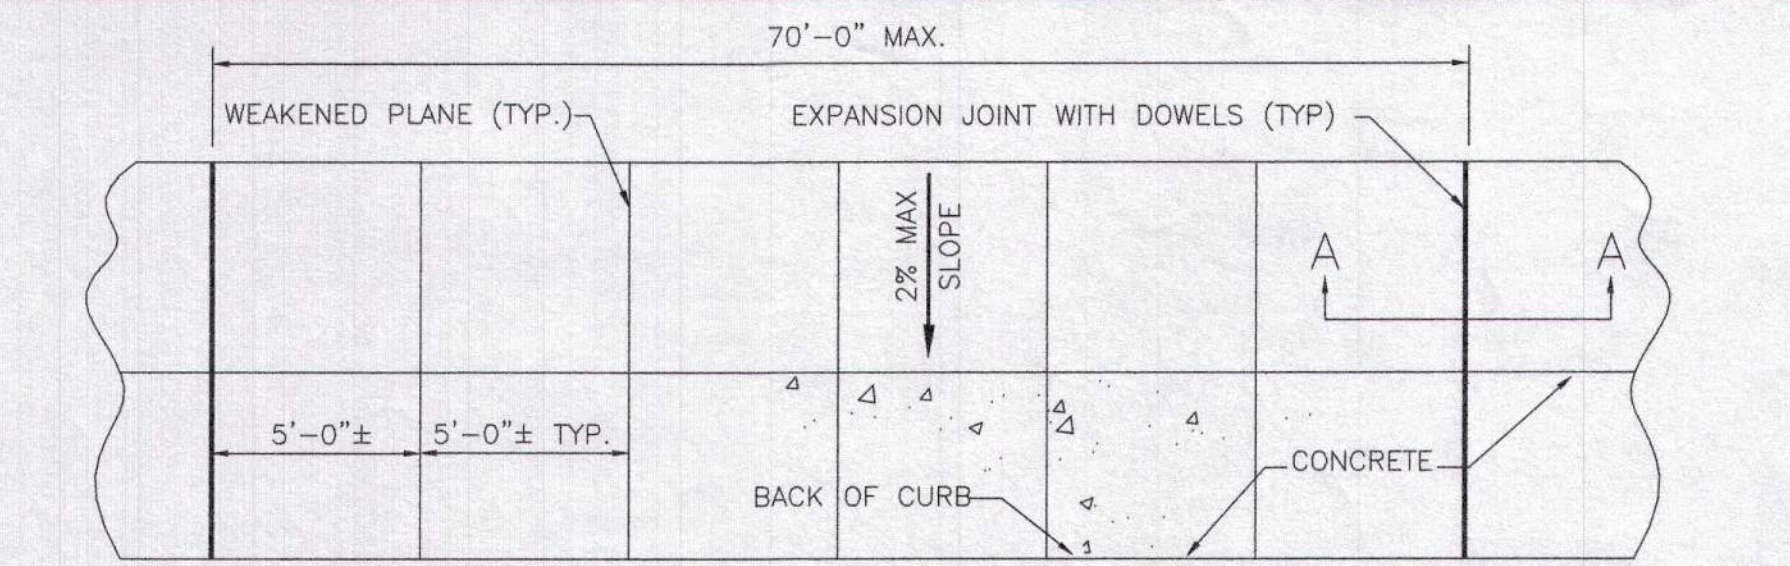 70'-0" MAX.
WEAKENED PLANE (TYP.)
EXPANSION JOINT WITH DOWELS (TYP)
2% MAX
SLOPE
A
A
5'-0"±
5'-0"± TYP.
CONCRETE
BACK OF CURB